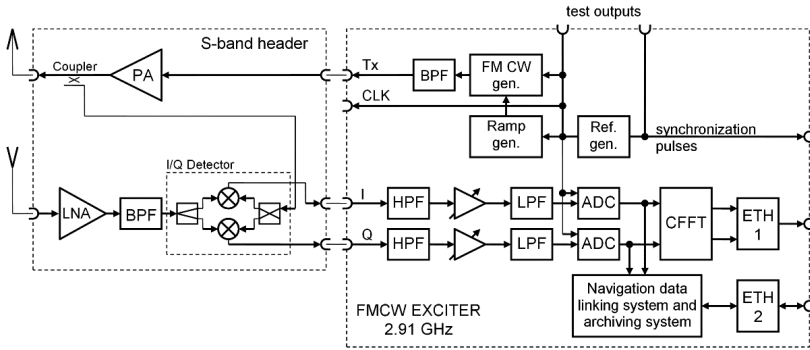 test outputs
S-band header
Coupler
PA
Tx
BPF
FM CW
gen.
CLK
Ramp
gen.
Ref.
gen.
synchronization
pulses
I/Q Detector
LNA
BPF
I
HPF
LPF
ADC
Q
HPF
LPF
ADC
CFFT
ETH
1
Navigation data
linking system and
archiving system
ETH
2
FMCW EXCITER
2.91 GHz